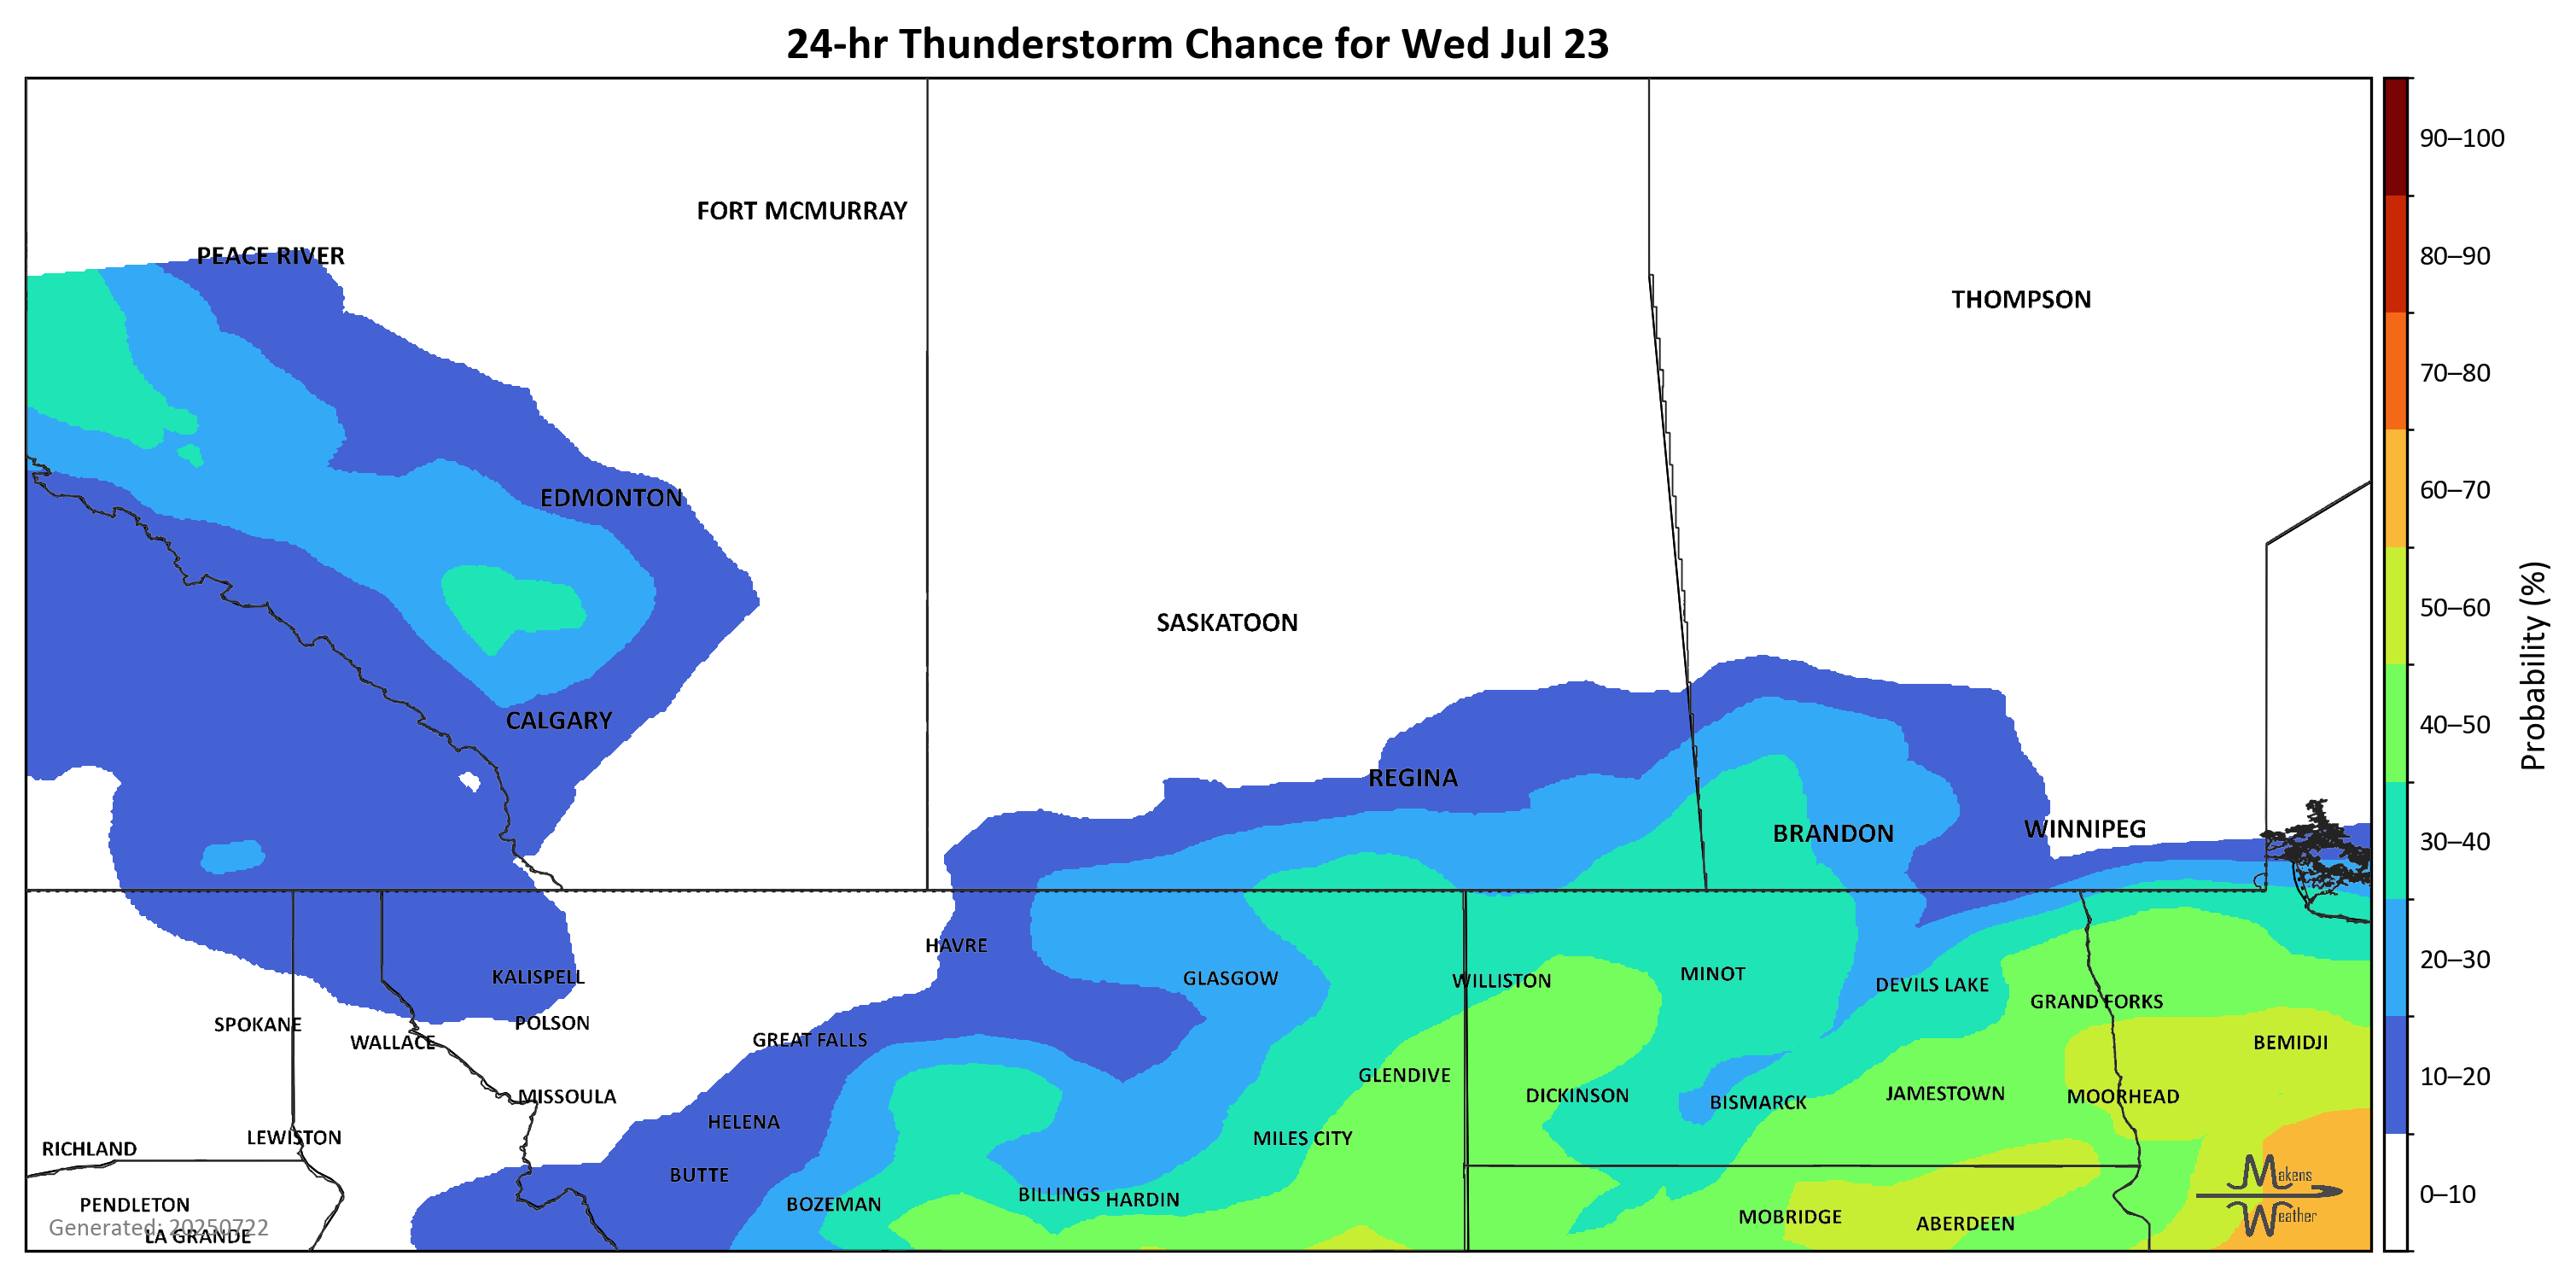 24-hr Thunderstorm Chance for Wed Jul 23
FORT MCMURRAY
PEACE RIVER
THOMPSON
EDMONTON
SASKATOON
CALGARY
REGINA
WINNIPEG
BRANDON
HAVRE
KALISPELL
GLASGOW
WILLISTON
MINOT
DEVILS LAKE
GRAND FORKS
SPOKANE
POLSON
WALLACE
GREAT FALLS
BEMIDJI
GLENDIVE
MISSOULA
DICKINSON
BISMARCK
JAMESTOWN
MOORHEAD
HELENA
LEWISTON
MILES CITY
RICHLAND
BUTTE
BILLINGS
HARDIN
PENDLETON
BOZEMAN
MOBRIDGE
ABERDEEN
Generated: 20250722
LA GRANDE
Makens
Weather
90–100
80–90
70–80
60–70
50–60
40–50
30–40
20–30
10–20
0–10
Probability (%)